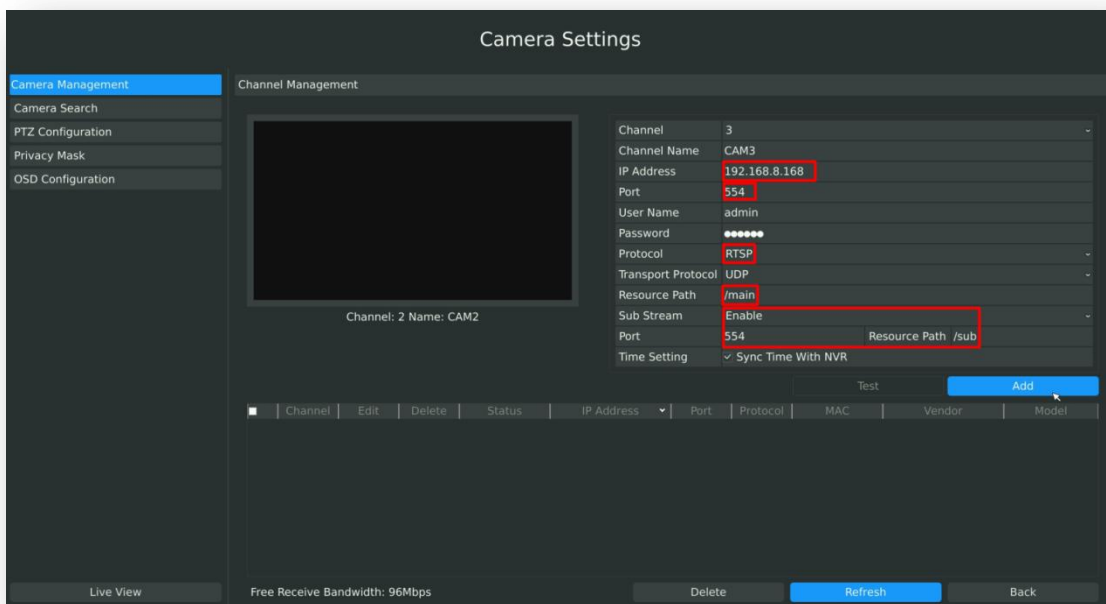 Camera Settings
Camera Management
Camera Search
PTZ Configuration
Privacy Mask
OSD Configuration
Channel Management
Channel: 2 Name: CAM2
Channel 3
Channel Name CAM3
IP Address 192.168.8.168
Port 554
User Name admin
Password ●●●●●●
Protocol RTSP
Transport Protocol UDP
Resource Path /main
Sub Stream Enable
Port 554 Resource Path /sub
Time Setting Sync Time With NVR
Test Add
Channel Edit Delete Status IP Address Port Protocol MAC Vendor Model
Live View Free Receive Bandwidth: 96Mbps Delete Refresh Back